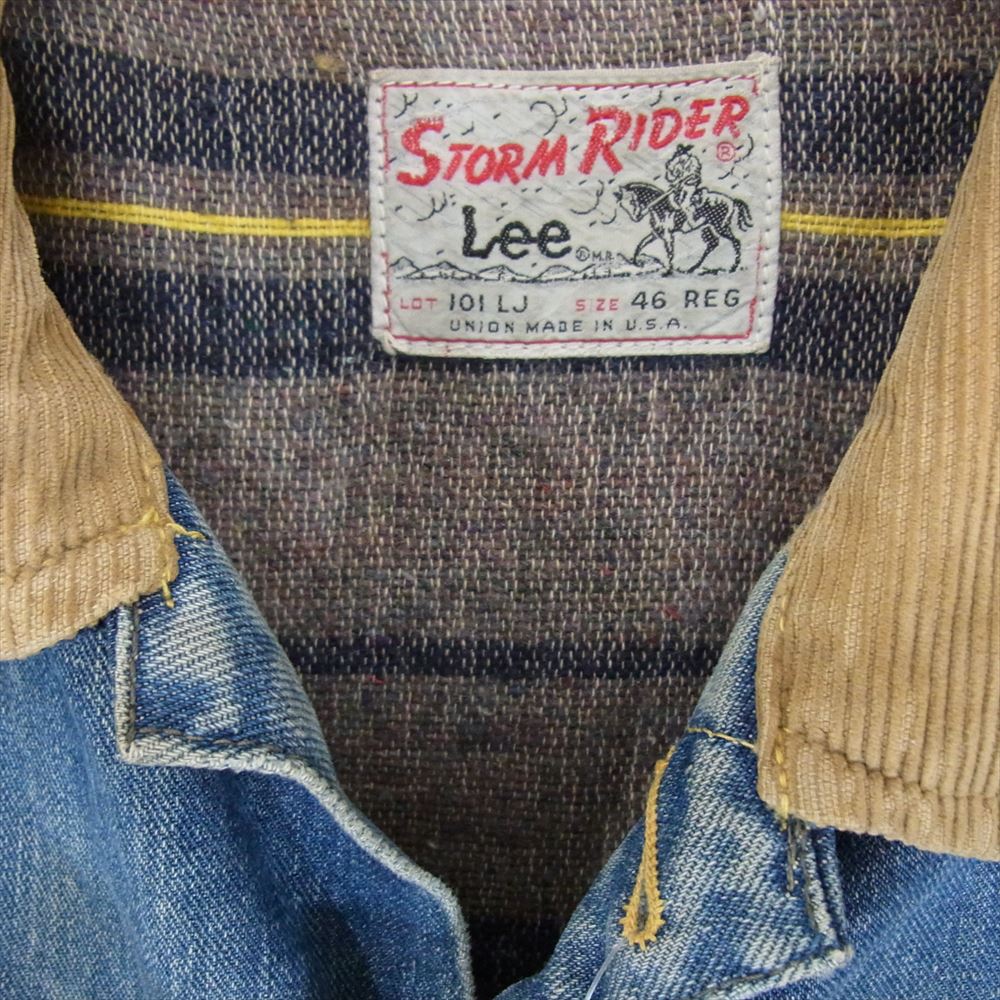 STORM RIDER ®
Lee ® M.R.
LOT 101 LJ SIZE 46 REG
UNION MADE IN U.S.A.